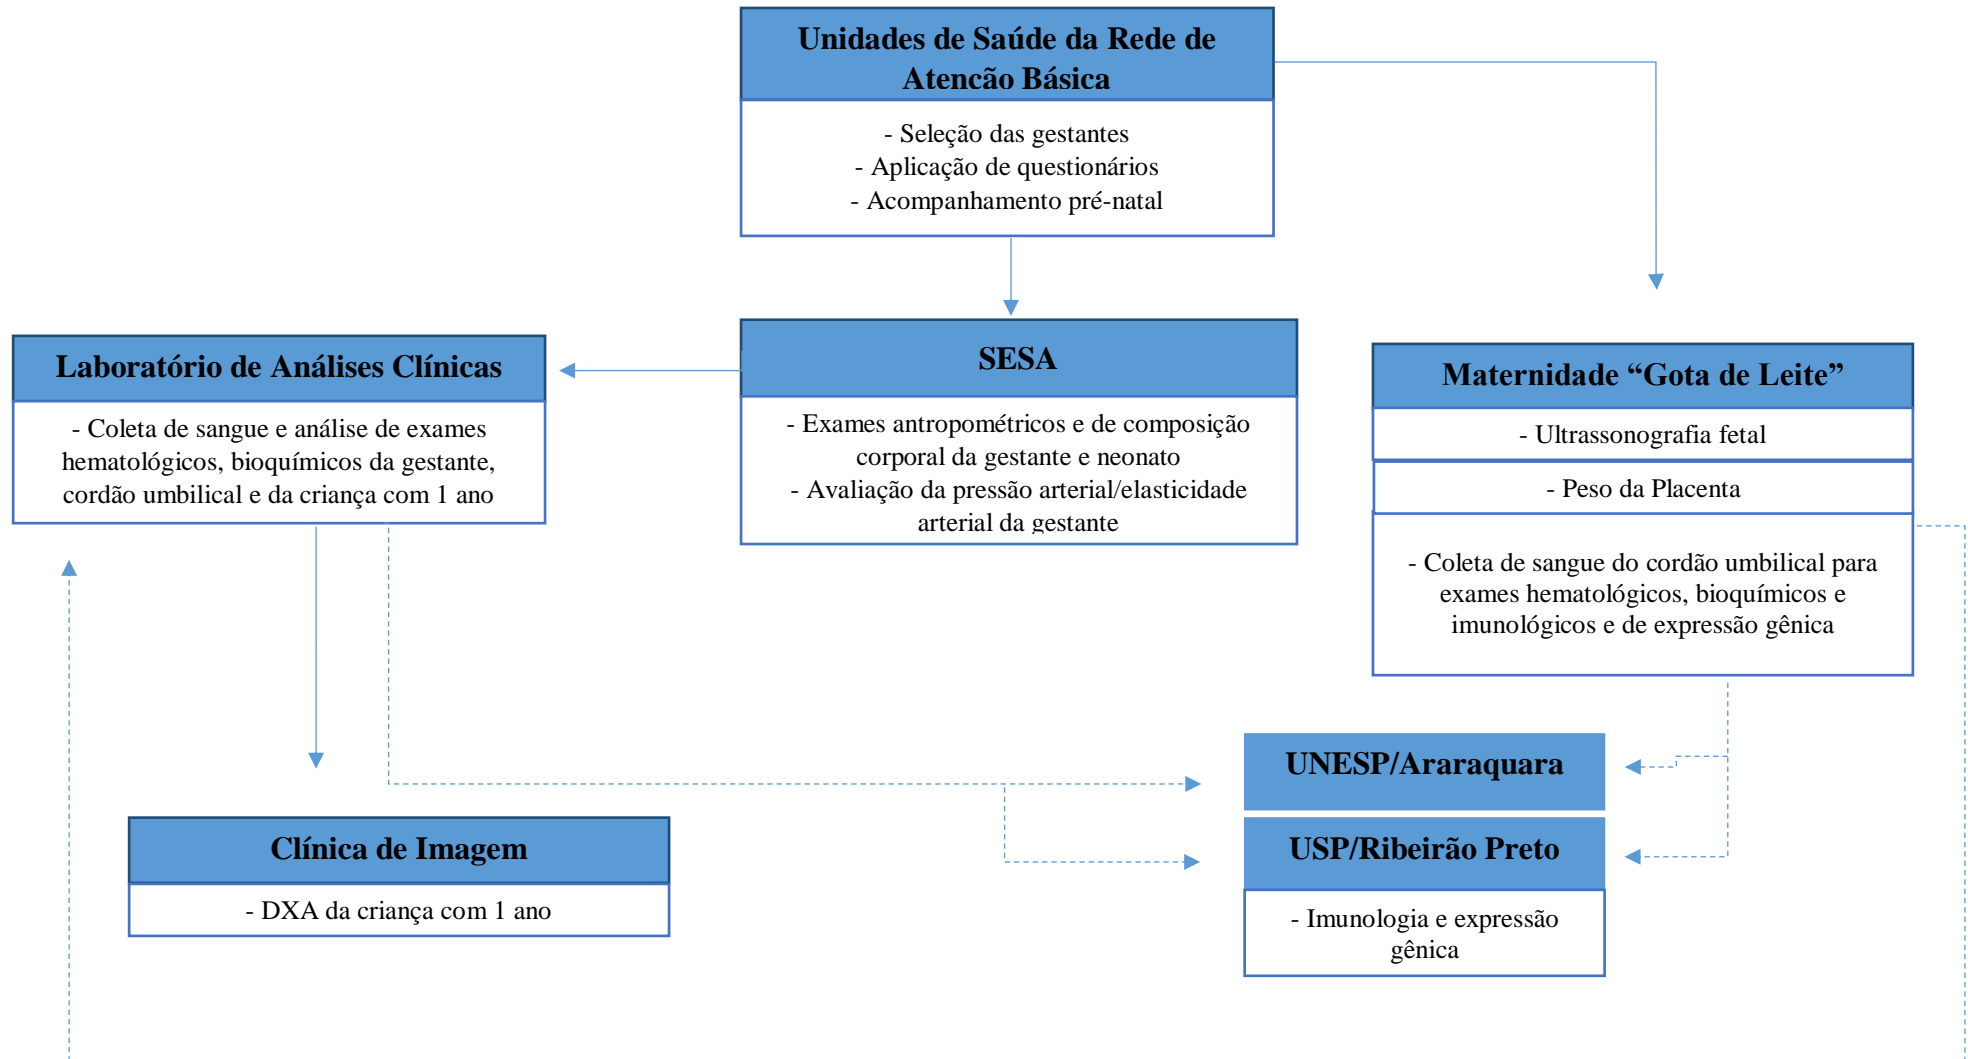 Unidades de Saúde da Rede de
Atencão Básica
- Seleção das gestantes
- Aplicação de questionários
- Acompanhamento pré-natal
Laboratório de Análises Clínicas
- Coleta de sangue e análise de exames
hematológicos, bioquímicos da gestante,
cordão umbilical e da criança com 1 ano
SESA
- Exames antropométricos e de composição
corporal da gestante e neonato
- Avaliação da pressão arterial/elasticidade
arterial da gestante
Maternidade “Gota de Leite”
- Ultrassonografia fetal
- Peso da Placenta
- Coleta de sangue do cordão umbilical para
exames hematológicos, bioquímicos e
imunológicos e de expressão gênica
UNESP/Araraquara
USP/Ribeirão Preto
- Imunologia e expressão
gênica
Clínica de Imagem
- DXA da criança com 1 ano